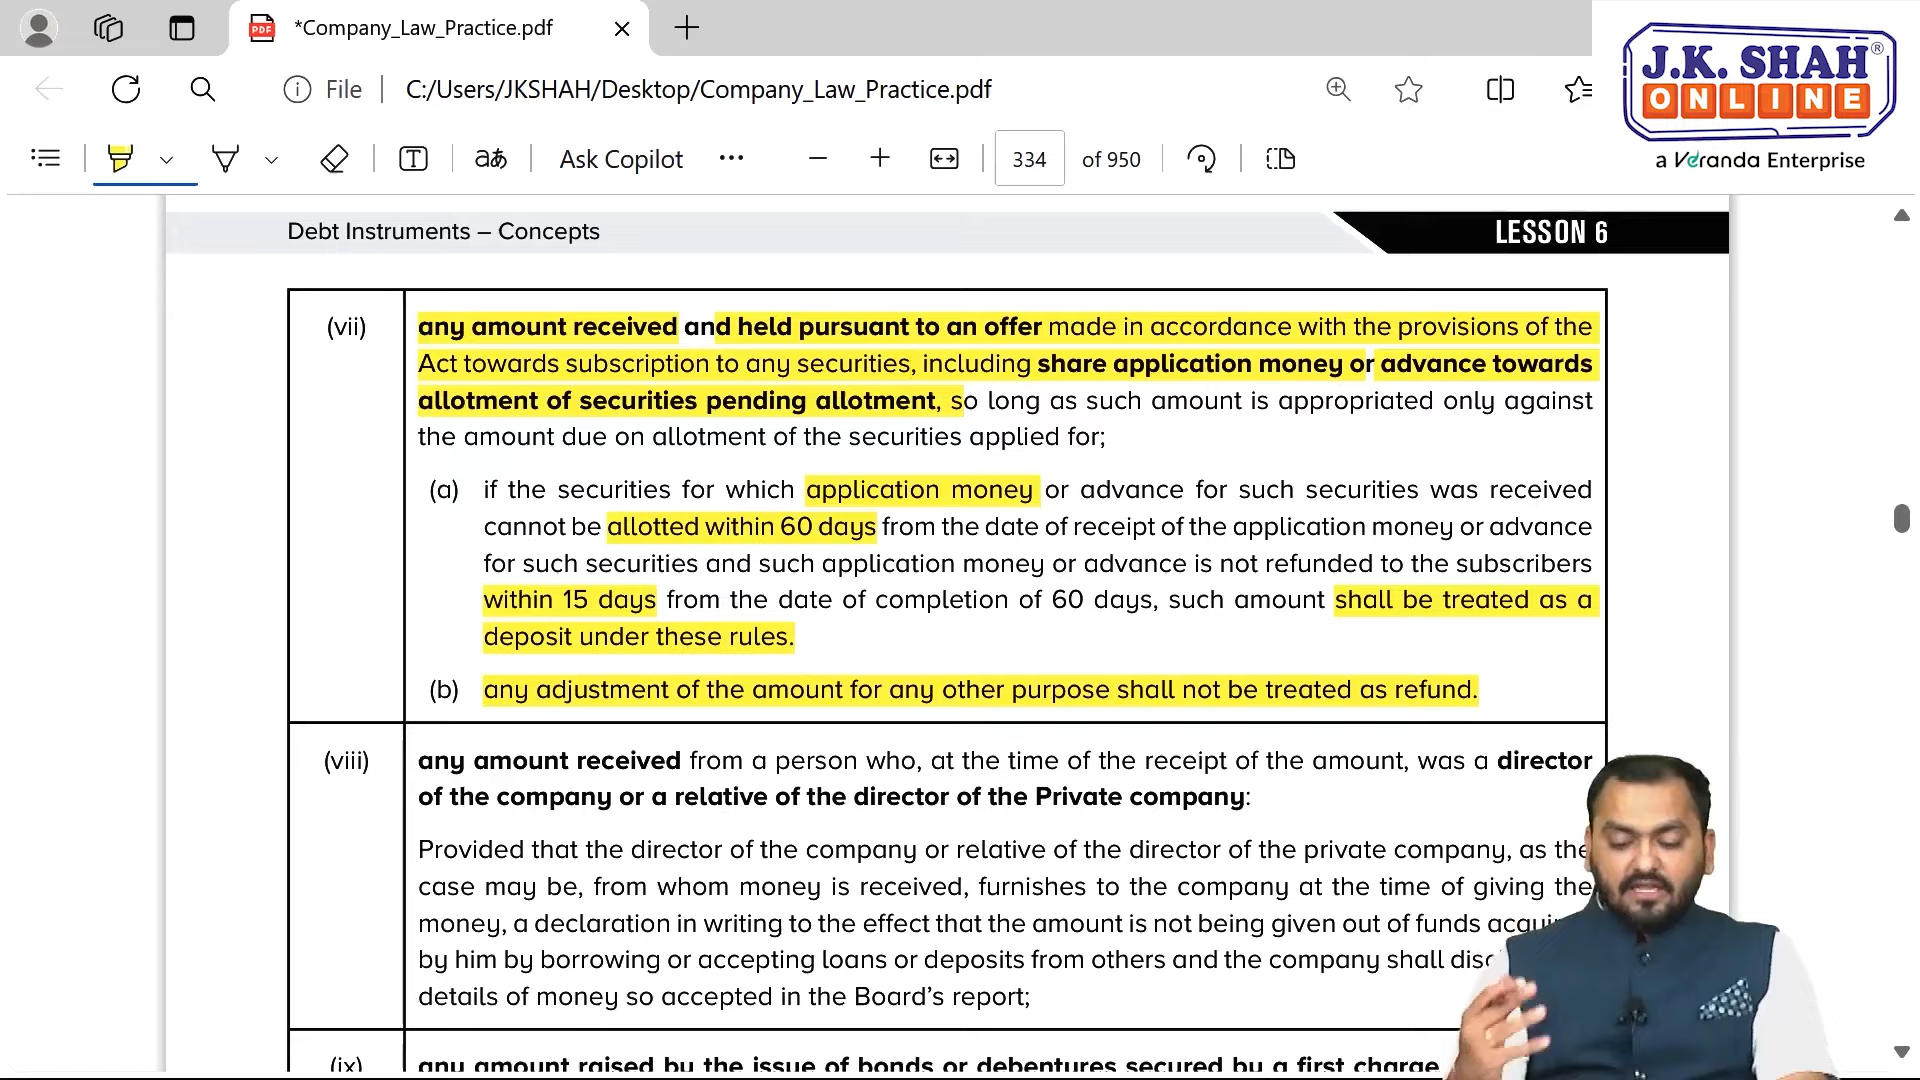 *Company_Law_Practice.pdf
File
C:/Users/JKSHAH/Desktop/Company_Law_Practice.pdf
J.K. SHAH®
ONLINE
a Veranda Enterprise
Ask Copilot
334 of 950
Debt Instruments – Concepts
LESSON 6
(vii) any amount received and held pursuant to an offer made in accordance with the provisions of the
Act towards subscription to any securities, including share application money or advance towards
allotment of securities pending allotment, so long as such amount is appropriated only against
the amount due on allotment of the securities applied for;
(a) if the securities for which application money or advance for such securities was received
cannot be allotted within 60 days from the date of receipt of the application money or advance
for such securities and such application money or advance is not refunded to the subscribers
within 15 days from the date of completion of 60 days, such amount shall be treated as a
deposit under these rules.
(b) any adjustment of the amount for any other purpose shall not be treated as refund.
(viii) any amount received from a person who, at the time of the receipt of the amount, was a director
of the company or a relative of the director of the Private company:
Provided that the director of the company or relative of the director of the private company, as the
case may be, from whom money is received, furnishes to the company at the time of giving the
money, a declaration in writing to the effect that the amount is not being given out of funds
by him by borrowing or accepting loans or deposits from others and the company shall
details of money so accepted in the Board's report;
(ix) any amount raised by the issue of bonds or debentures secured by a first charge